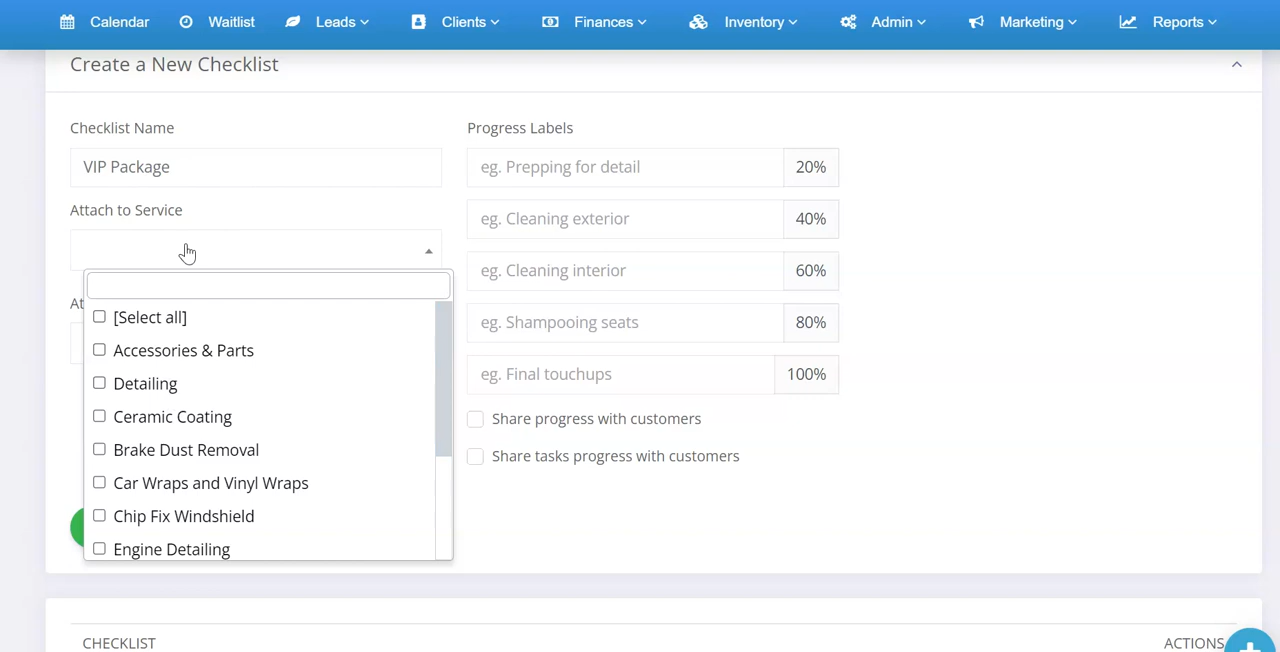 Calendar Waitlist Leads Clients Finances Inventory Admin Marketing Reports
Create a New Checklist
Checklist Name
VIP Package
Attach to Service
[Select all]
Accessories & Parts
Detailing
Ceramic Coating
Brake Dust Removal
Car Wraps and Vinyl Wraps
Chip Fix Windshield
Engine Detailing
At
Progress Labels
eg. Prepping for detail 20%
eg. Cleaning exterior 40%
eg. Cleaning interior 60%
eg. Shampooing seats 80%
eg. Final touchups 100%
Share progress with customers
Share tasks progress with customers
CHECKLIST ACTIONS